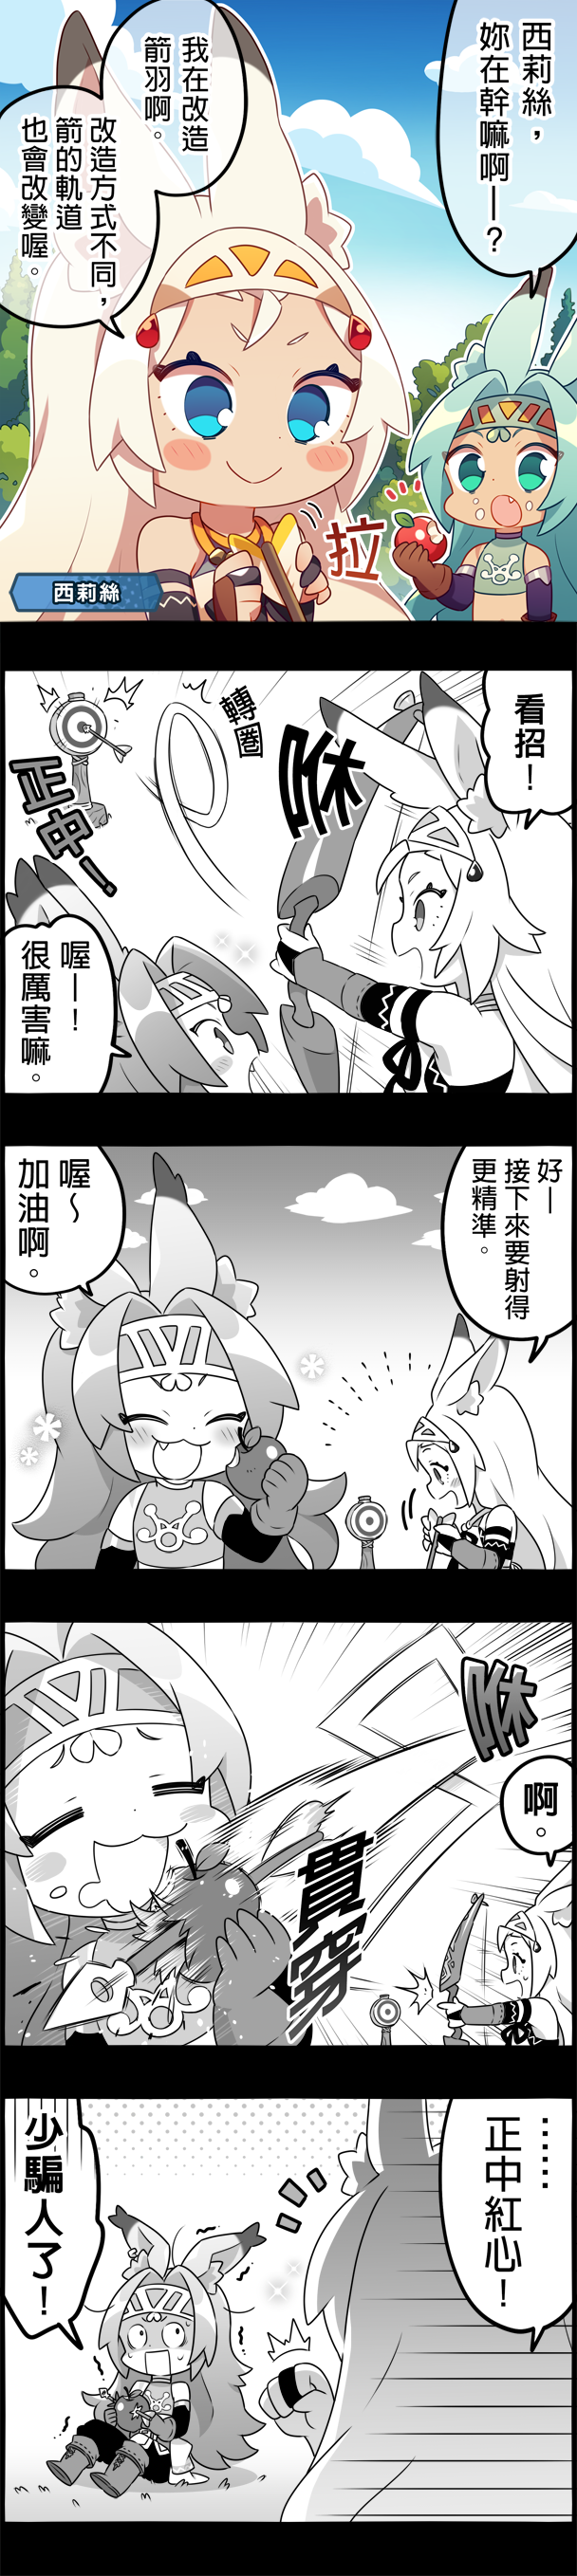 西莉絲，
妳在幹嘛啊ー？
我在改造
箭羽啊。
改造方式不同，
箭的軌道
也會改變喔。
拉
西莉絲
看招！
咻
轉圈
正中！
喔ー！
很厲害嘛。
好ー
接下來要射得
更精準。
喔～
加油啊。
咻
啊。
貫穿
……
正中紅心！
少騙人了！